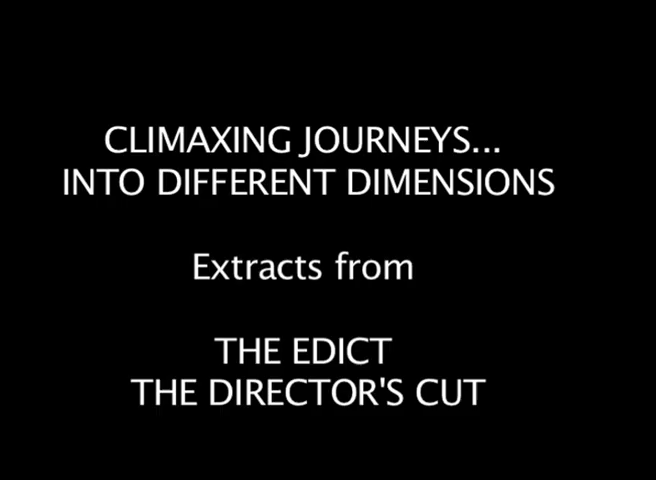 CLIMAXING JOURNEYS...
INTO DIFFERENT DIMENSIONS
Extracts from
THE EDICT
THE DIRECTOR'S CUT